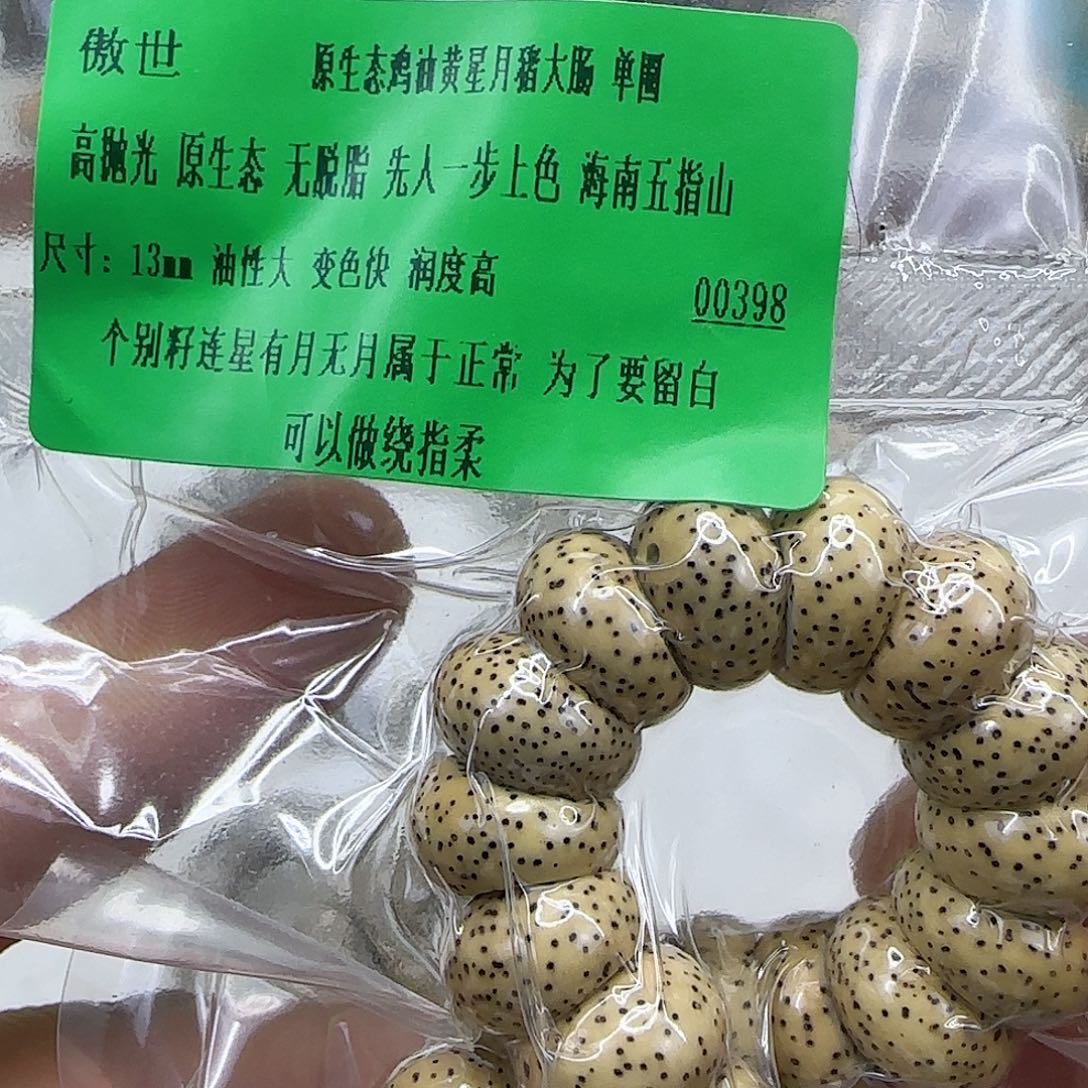 傲世 原生态鸡油黄星月猪大肠 单圈
高抛光 原生态 无脱脂 先人一步上色 海南五指山
尺寸：13mm 油性大 变色快 润度高
00398
个别籽连星有月无月属于正常 为了要留白
可以做绕指柔